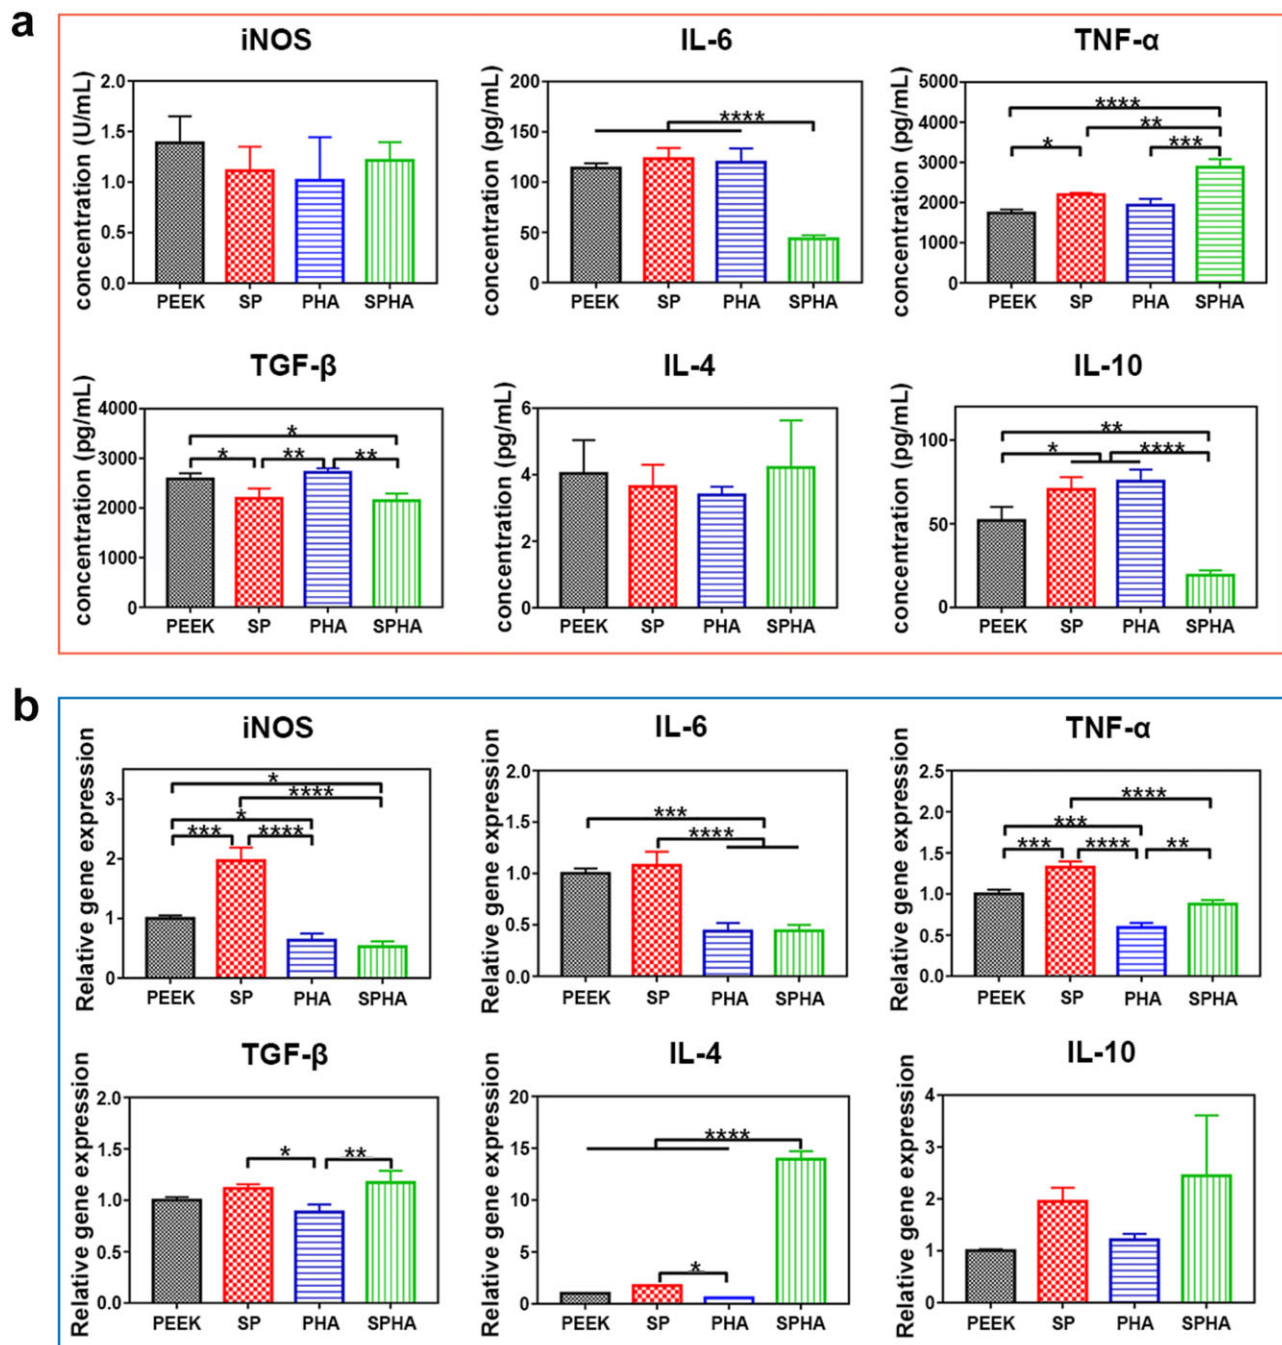 a
iNOS
concentration (U/mL)
2.0
1.5
1.0
0.5
0.0
PEEK SP PHA SPHA
IL-6
concentration (pg/mL)
200
150
100
50
0
****
PEEK SP PHA SPHA
TNF-α
concentration (pg/mL)
5000
4000
3000
2000
1000
0
****
**
* ***
PEEK SP PHA SPHA
TGF-β
concentration (pg/mL)
4000
3000
2000
1000
0
*
* ** **
PEEK SP PHA SPHA
IL-4
concentration (pg/mL)
6
4
2
0
PEEK SP PHA SPHA
IL-10
concentration (pg/mL)
100
50
0
**
* ****
PEEK SP PHA SPHA
b
iNOS
Relative gene expression
3
2
1
0
*
****
*
*** ****
PEEK SP PHA SPHA
IL-6
Relative gene expression
2.0
1.5
1.0
0.5
0.0
***
****
PEEK SP PHA SPHA
TNF-α
Relative gene expression
2.5
2.0
1.5
1.0
0.5
0.0
****
***
*** **** **
PEEK SP PHA SPHA
TGF-β
Relative gene expression
2.0
1.5
1.0
0.5
0.0
* **
PEEK SP PHA SPHA
IL-4
Relative gene expression
20
15
10
5
0
****
*
PEEK SP PHA SPHA
IL-10
Relative gene expression
4
3
2
1
0
PEEK SP PHA SPHA